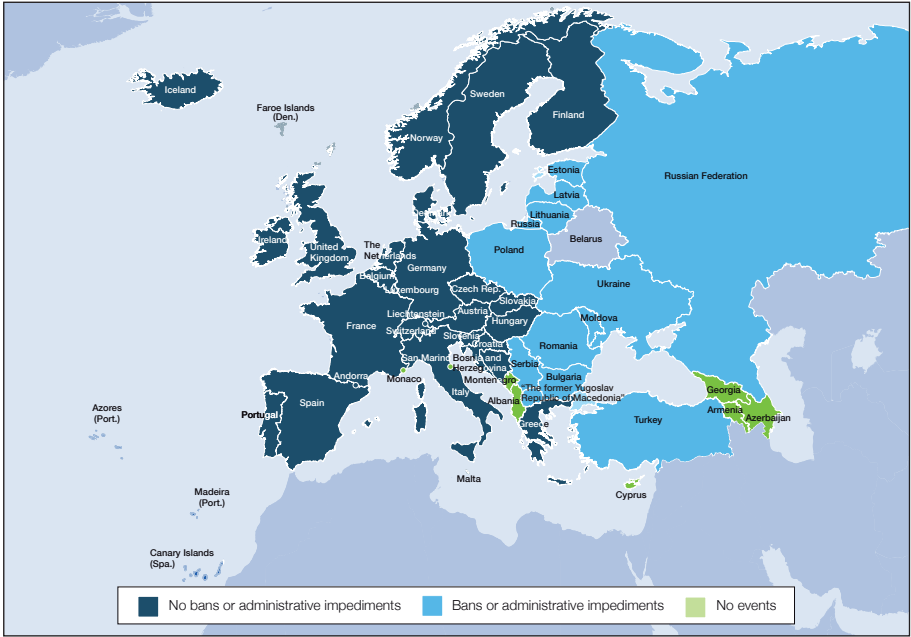 Iceland
Faroe Islands
(Den.)
Sweden
Finland
Norway
Russian Federation
Estonia
Latvia
Lithuania
Russia
Ireland
United
Kingdom
The
Netherlands
Belarus
Poland
Germany
Belgium
Luxembourg
Czech Rep.
Ukraine
Slovakia
Austria
Liechtenstein
Hungary
Moldova
France
Switzerland
Slovenia
Croatia
Romania
San Marino
Bosnia and
Herzegovina
Serbia
Andorra
Monaco
Montenegro
Bulgaria
"The former Yugoslav
Republic of Macedonia"
Georgia
Italy
Albania
Spain
Portugal
Azores
(Port.)
Armenia
Azerbaijan
Greece
Turkey
Malta
Cyprus
Madeira
(Port.)
Canary Islands
(Spa.)
No bans or administrative impediments
Bans or administrative impediments
No events